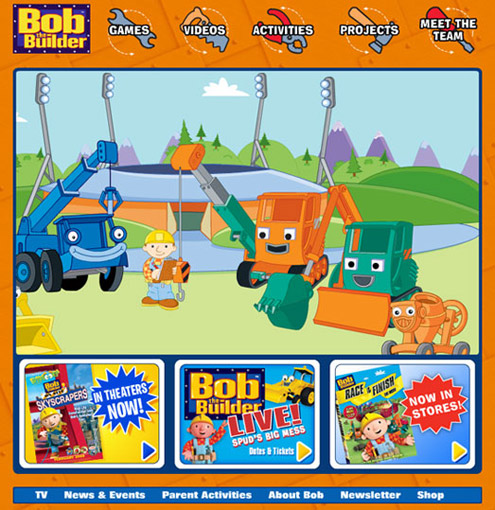 Bob
the
Builder
GAMES
VIDEOS
ACTIVITIES
PROJECTS
MEET THE
TEAM
Bob
SKYSCRAPERS
IN THEATERS
NOW!
Bob
the
Builder
LIVE!
SPUD'S BIG MESS
Dates & Tickets
Bob
RACE TO THE FINISH
NOW IN
STORES!
TV News & Events Parent Activities About Bob Newsletter Shop